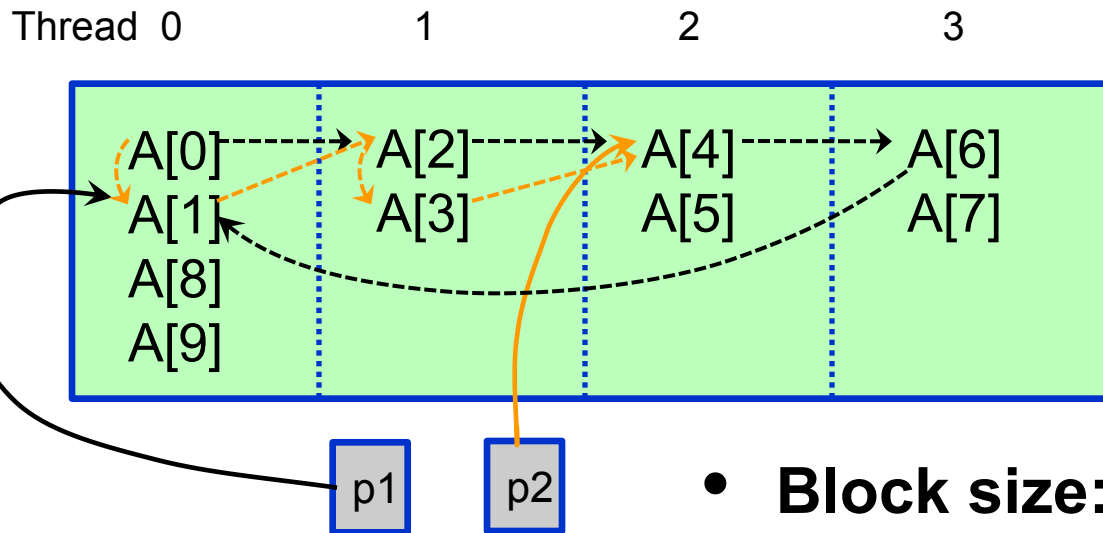 Thread 0 1 2 3
A[0] A[2] A[4] A[6]
A[1] A[3] A[5] A[7]
A[8]
A[9]
p1 p2
• Block size: